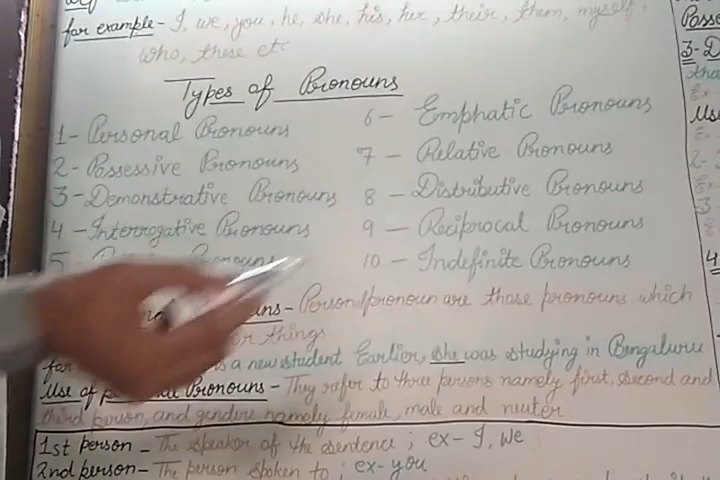 for example - I, we, you, he, she, his, her, their, them, myself,
who, these etc
Types of Pronouns
1- Personal Pronouns
2- Possessive Pronouns
3- Demonstrative Pronouns
4 - Interrogative Pronouns
5- Pronouns
6- Emphatic Pronouns
7 - Relative Pronouns
8 - Distributive Pronouns
9 - Reciprocal Pronouns
10 - Indefinite Pronouns
- Personal pronoun are those pronouns which
or things
is a new student Earlier, she was studying in Bengaluru
Use of Pronouns - They refer to three persons namely first, second and
third person, and genders namely female, male and neuter
1st person - The speaker of the sentence ; ex- I, we
2nd person - The person spoken to ; ex- you